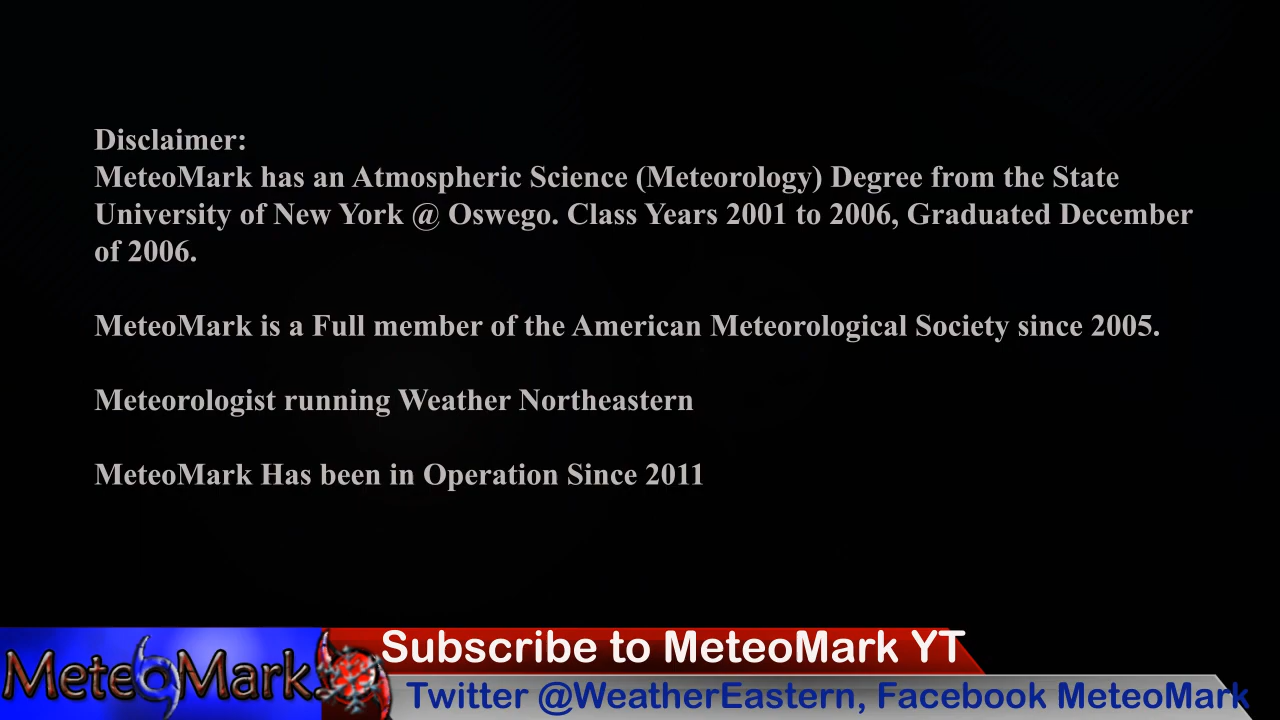 Disclaimer:
MeteoMark has an Atmospheric Science (Meteorology) Degree from the State
University of New York @ Oswego. Class Years 2001 to 2006, Graduated December
of 2006.
MeteoMark is a Full member of the American Meteorological Society since 2005.
Meteorologist running Weather Northeastern
MeteoMark Has been in Operation Since 2011
MeteoMark
Subscribe to MeteoMark YT
Twitter @WeatherEastern, Facebook MeteoMark